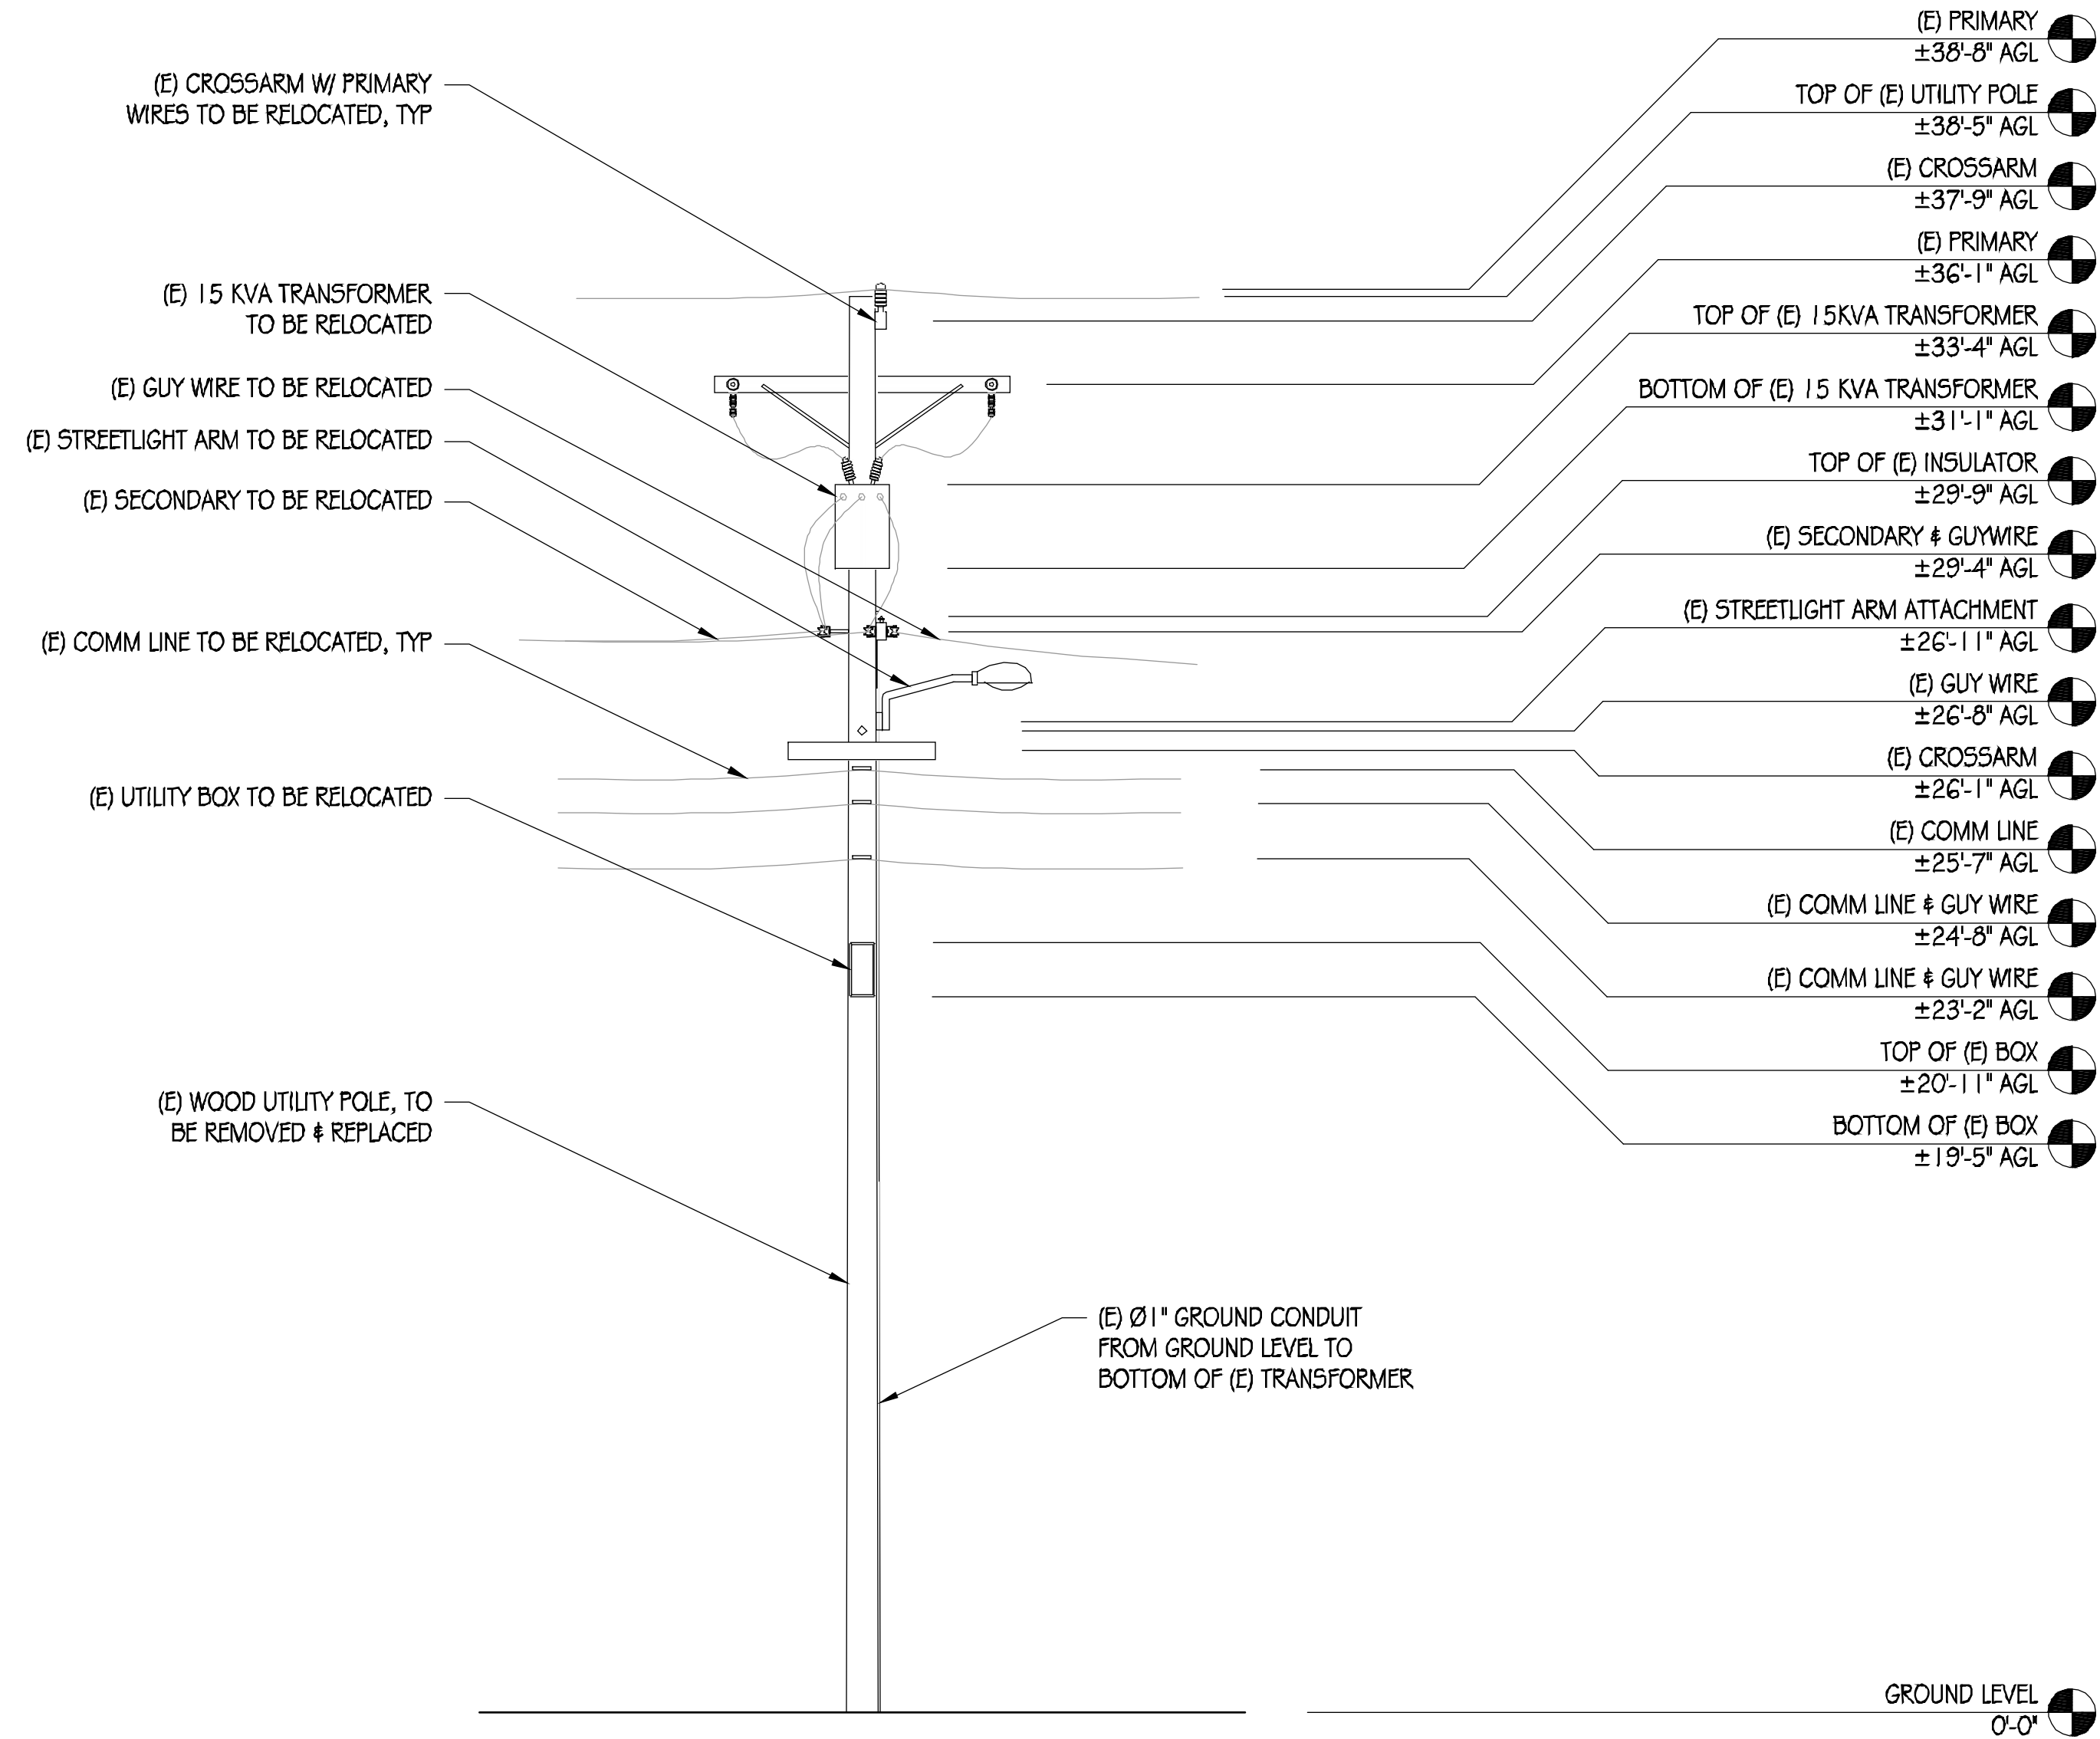 (E) CROSSARM W/ PRIMARY
WIRES TO BE RELOCATED, TYP
(E) 15 KVA TRANSFORMER
TO BE RELOCATED
(E) GUY WIRE TO BE RELOCATED
(E) STREETLIGHT ARM TO BE RELOCATED
(E) SECONDARY TO BE RELOCATED
(E) COMM LINE TO BE RELOCATED, TYP
(E) UTILITY BOX TO BE RELOCATED
(E) WOOD UTILITY POLE, TO
BE REMOVED & REPLACED
(E) Ø1" GROUND CONDUIT
FROM GROUND LEVEL TO
BOTTOM OF (E) TRANSFORMER
(E) PRIMARY
±38'-8" AGL
TOP OF (E) UTILITY POLE
±38'-5" AGL
(E) CROSSARM
±37'-9" AGL
(E) PRIMARY
±36'-1" AGL
TOP OF (E) 15KVA TRANSFORMER
±33'-4" AGL
BOTTOM OF (E) 15 KVA TRANSFORMER
±31'-1" AGL
TOP OF (E) INSULATOR
±29'-9" AGL
(E) SECONDARY & GUYWIRE
±29'-4" AGL
(E) STREETLIGHT ARM ATTACHMENT
±26'-11" AGL
(E) GUY WIRE
±26'-8" AGL
(E) CROSSARM
±26'-1" AGL
(E) COMM LINE
±25'-7" AGL
(E) COMM LINE & GUY WIRE
±24'-8" AGL
(E) COMM LINE & GUY WIRE
±23'-2" AGL
TOP OF (E) BOX
±20'-11" AGL
BOTTOM OF (E) BOX
±19'-5" AGL
GROUND LEVEL
0'-0"